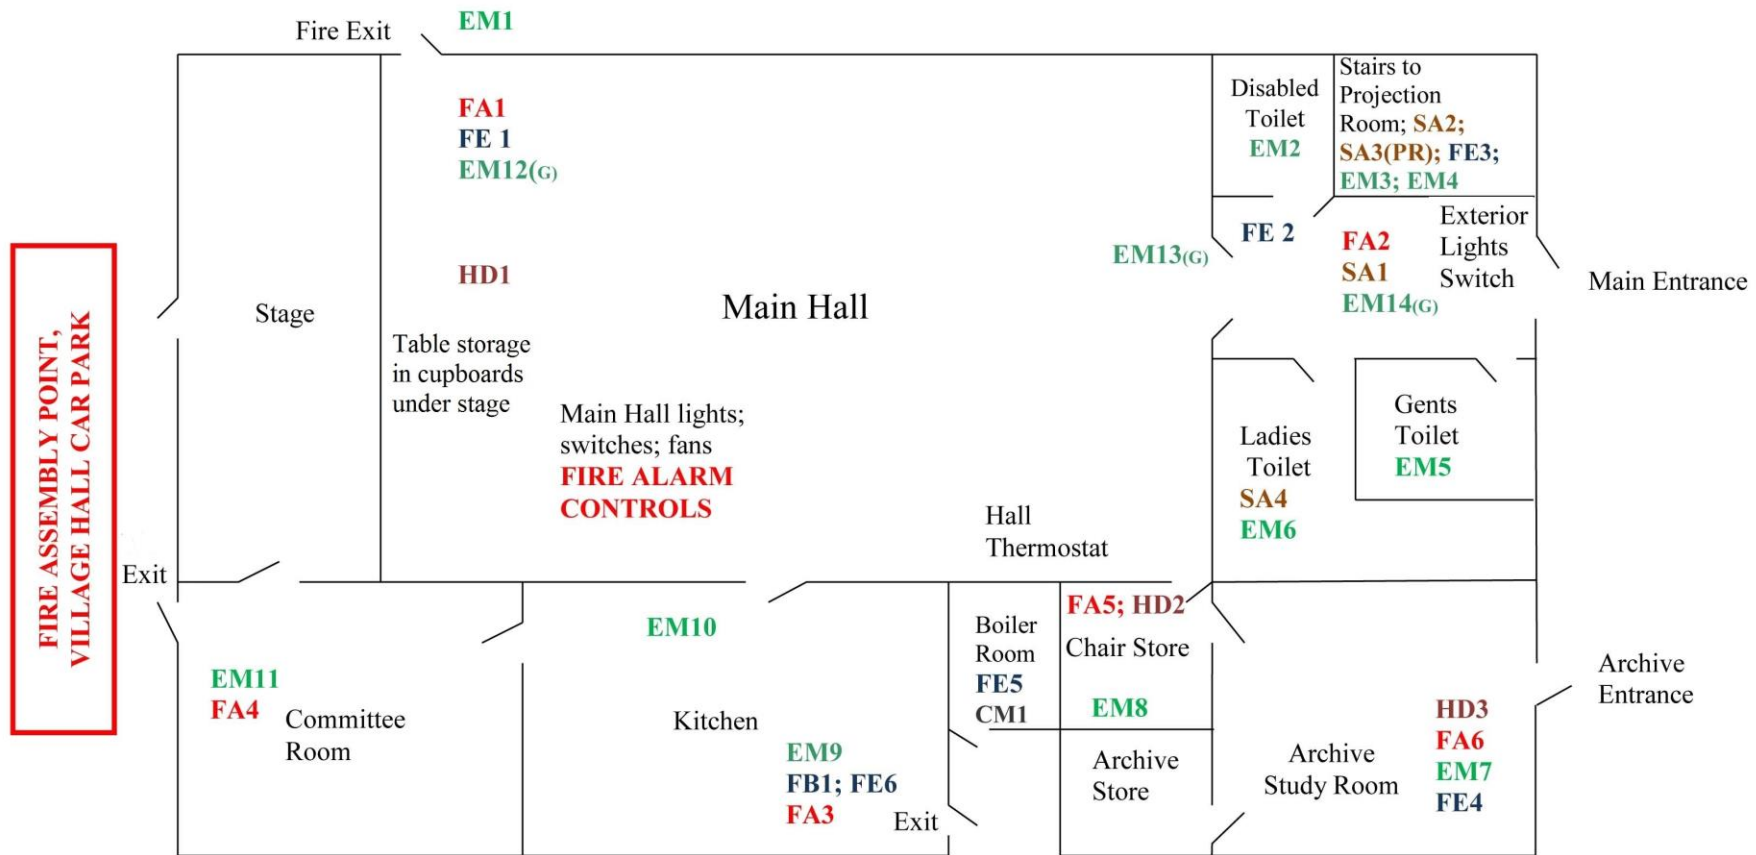 Fire Exit
EM1
FA1
FE 1
EM12(G)
HD1
Stage
Table storage
in cupboards
under stage
Main Hall
Main Hall lights;
switches; fans
FIRE ALARM
CONTROLS
Hall
Thermostat
EM13(G)
Disabled
Toilet
EM2
Stairs to
Projection
Room; SA2;
SA3(PR); FE3;
EM3; EM4
FE 2
FA2
SA1
EM14(G)
Exterior
Lights
Switch
Main Entrance
Ladies
Toilet
SA4
EM6
Gents
Toilet
EM5
FIRE ASSEMBLY POINT,
VILLAGE HALL CAR PARK
Exit
EM11
FA4
Committee
Room
EM10
Kitchen
EM9
FB1; FE6
FA3
Exit
Boiler
Room
FE5
CM1
FA5; HD2
Chair Store
EM8
Archive
Store
Archive
Study Room
HD3
FA6
EM7
FE4
Archive
Entrance